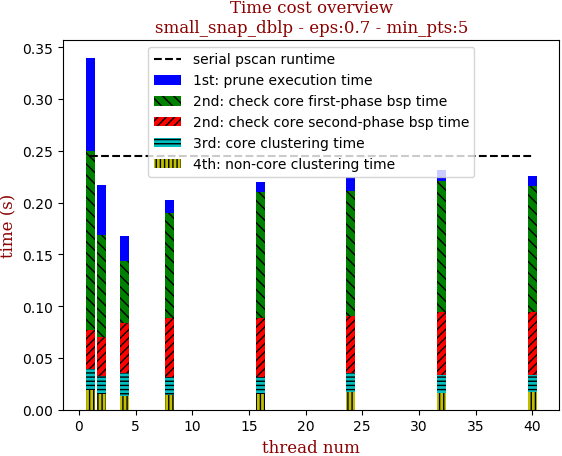 Time cost overview
small_snap_dblp - eps:0.7 - min_pts:5
serial pscan runtime
1st: prune execution time
2nd: check core first-phase bsp time
2nd: check core second-phase bsp time
3rd: core clustering time
4th: non-core clustering time
time (s)
0.35
0.30
0.25
0.20
0.15
0.10
0.05
0.00
0 5 10 15 20 25 30 35 40
thread num